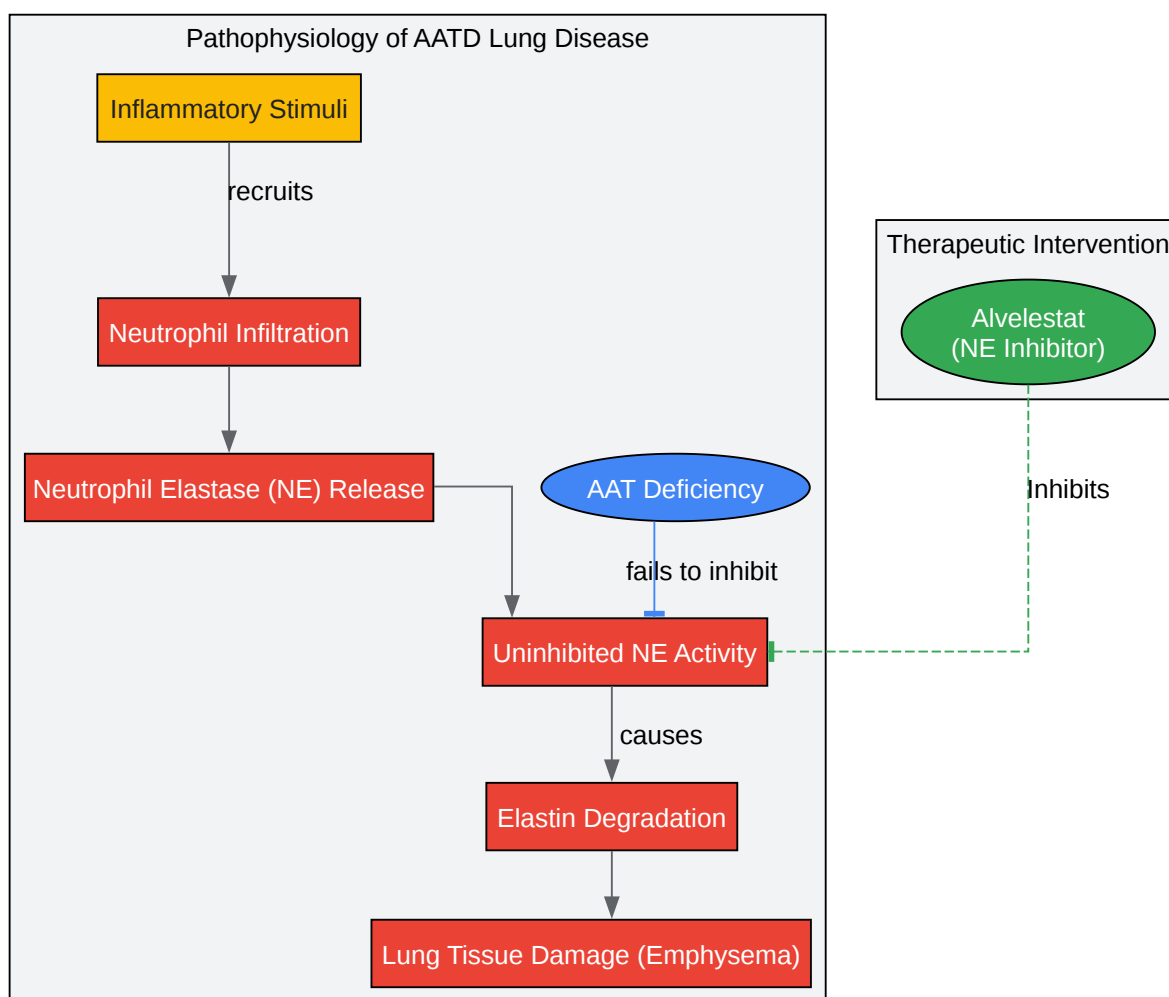 Pathophysiology of AATD Lung Disease
Inflammatory Stimuli
recruits
Neutrophil Infiltration
Neutrophil Elastase (NE) Release
AAT Deficiency
fails to inhibit
Uninhibited NE Activity
causes
Elastin Degradation
Lung Tissue Damage (Emphysema)
Therapeutic Intervention
Alvelestat
(NE Inhibitor)
Inhibits